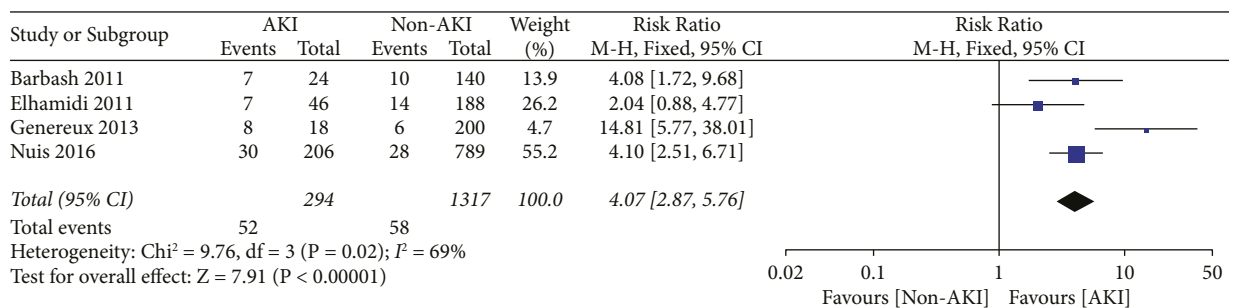 Study or Subgroup AKI Non-AKI Weight Risk Ratio Risk Ratio
Events Total Events Total (%) M-H, Fixed, 95% CI M-H, Fixed, 95% CI
Barbash 2011 7 24 10 140 13.9 4.08 [1.72, 9.68]
Elhamidi 2011 7 46 14 188 26.2 2.04 [0.88, 4.77]
Genereux 2013 8 18 6 200 4.7 14.81 [5.77, 38.01]
Nuis 2016 30 206 28 789 55.2 4.10 [2.51, 6.71]
Total (95% CI) 294 1317 100.0 4.07 [2.87, 5.76]
Total events 52 58
Heterogeneity: Chi² = 9.76, df = 3 (P = 0.02); I² = 69%
Test for overall effect: Z = 7.91 (P < 0.00001)
0.02 0.1 1 10 50
Favours [Non-AKI] Favours [AKI]